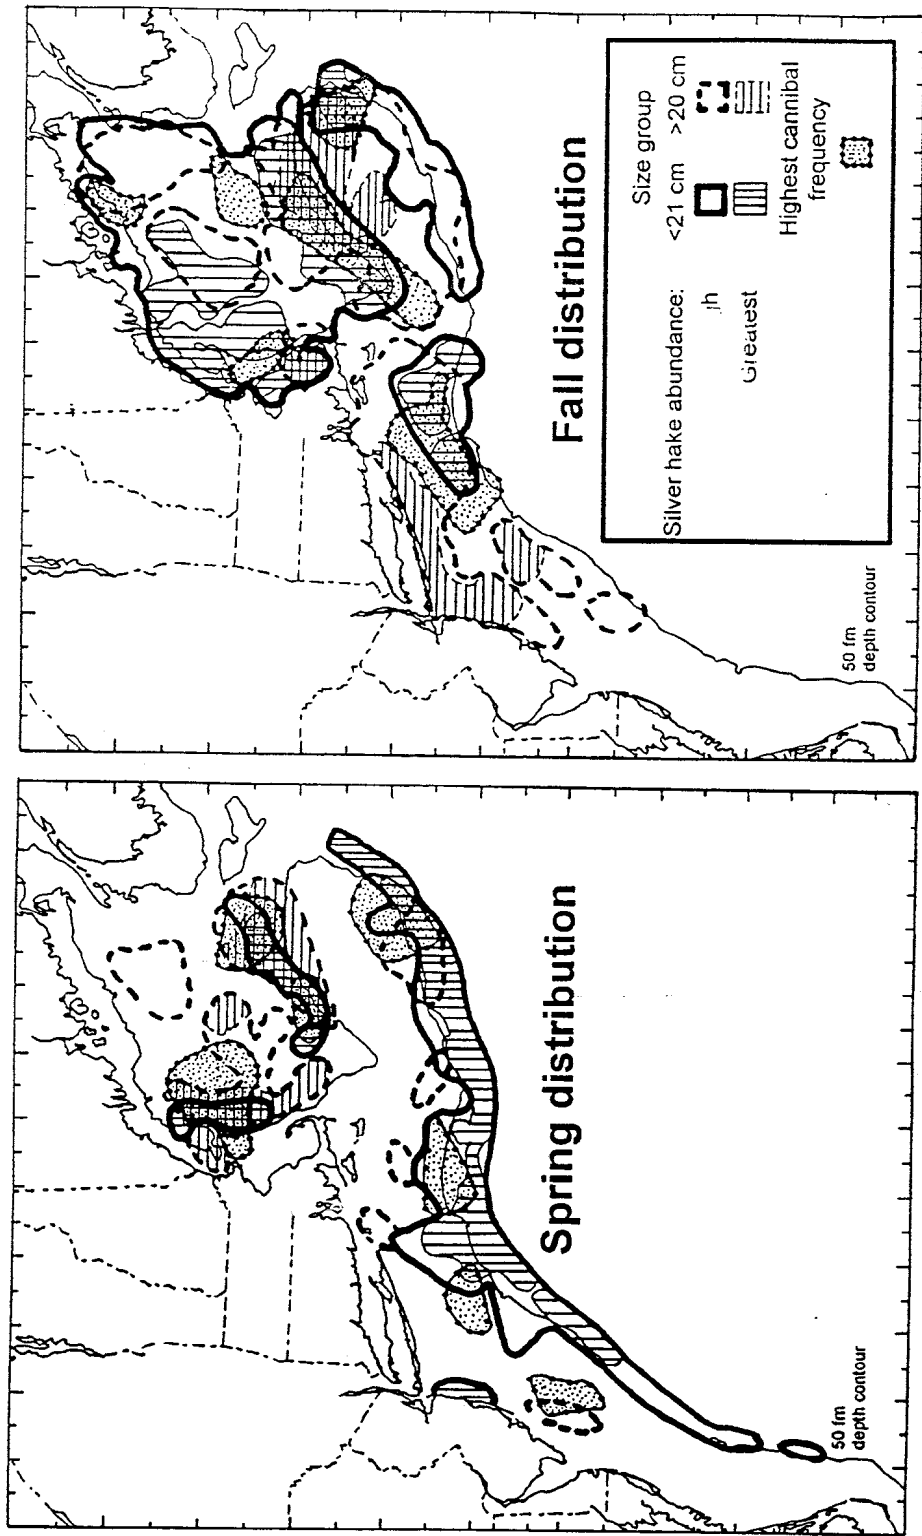 Spring distribution
50 fm
depth contour
Fall distribution
50 fm
depth contour
Size group
Silver hake abundance: <21 cm >20 cm
Highest cannibal
frequency